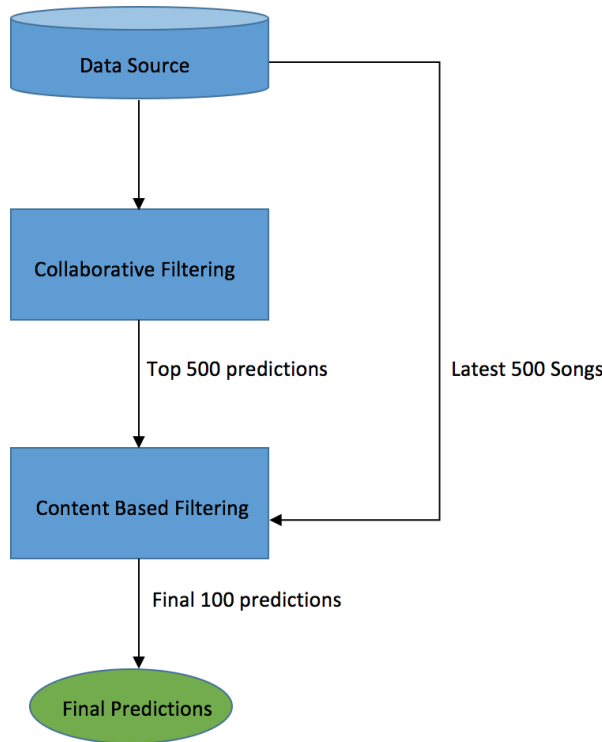 Data Source
Collaborative Filtering
Top 500 predictions
Latest 500 Songs
Content Based Filtering
Final 100 predictions
Final Predictions